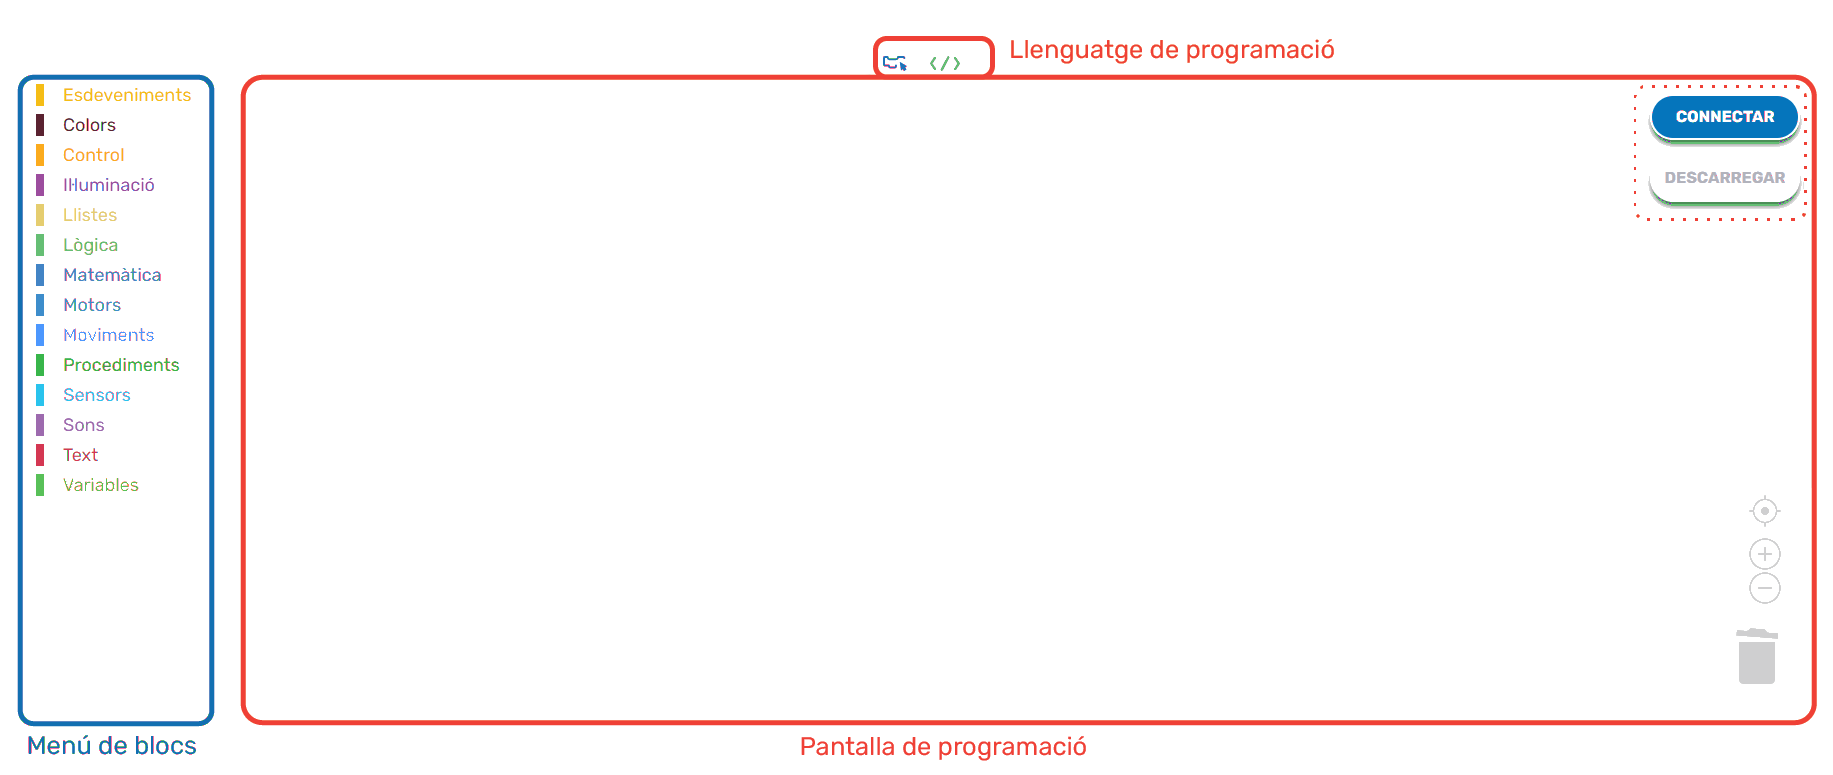 Llenguatge de programació
</>
Esdeveniments
Colors
Control
Il·luminació
Llistes
Lògica
Matemàtica
Motors
Moviments
Procediments
Sensors
Sons
Text
Variables
CONNECTAR
DESCARREGAR
Menú de blocs
Pantalla de programació